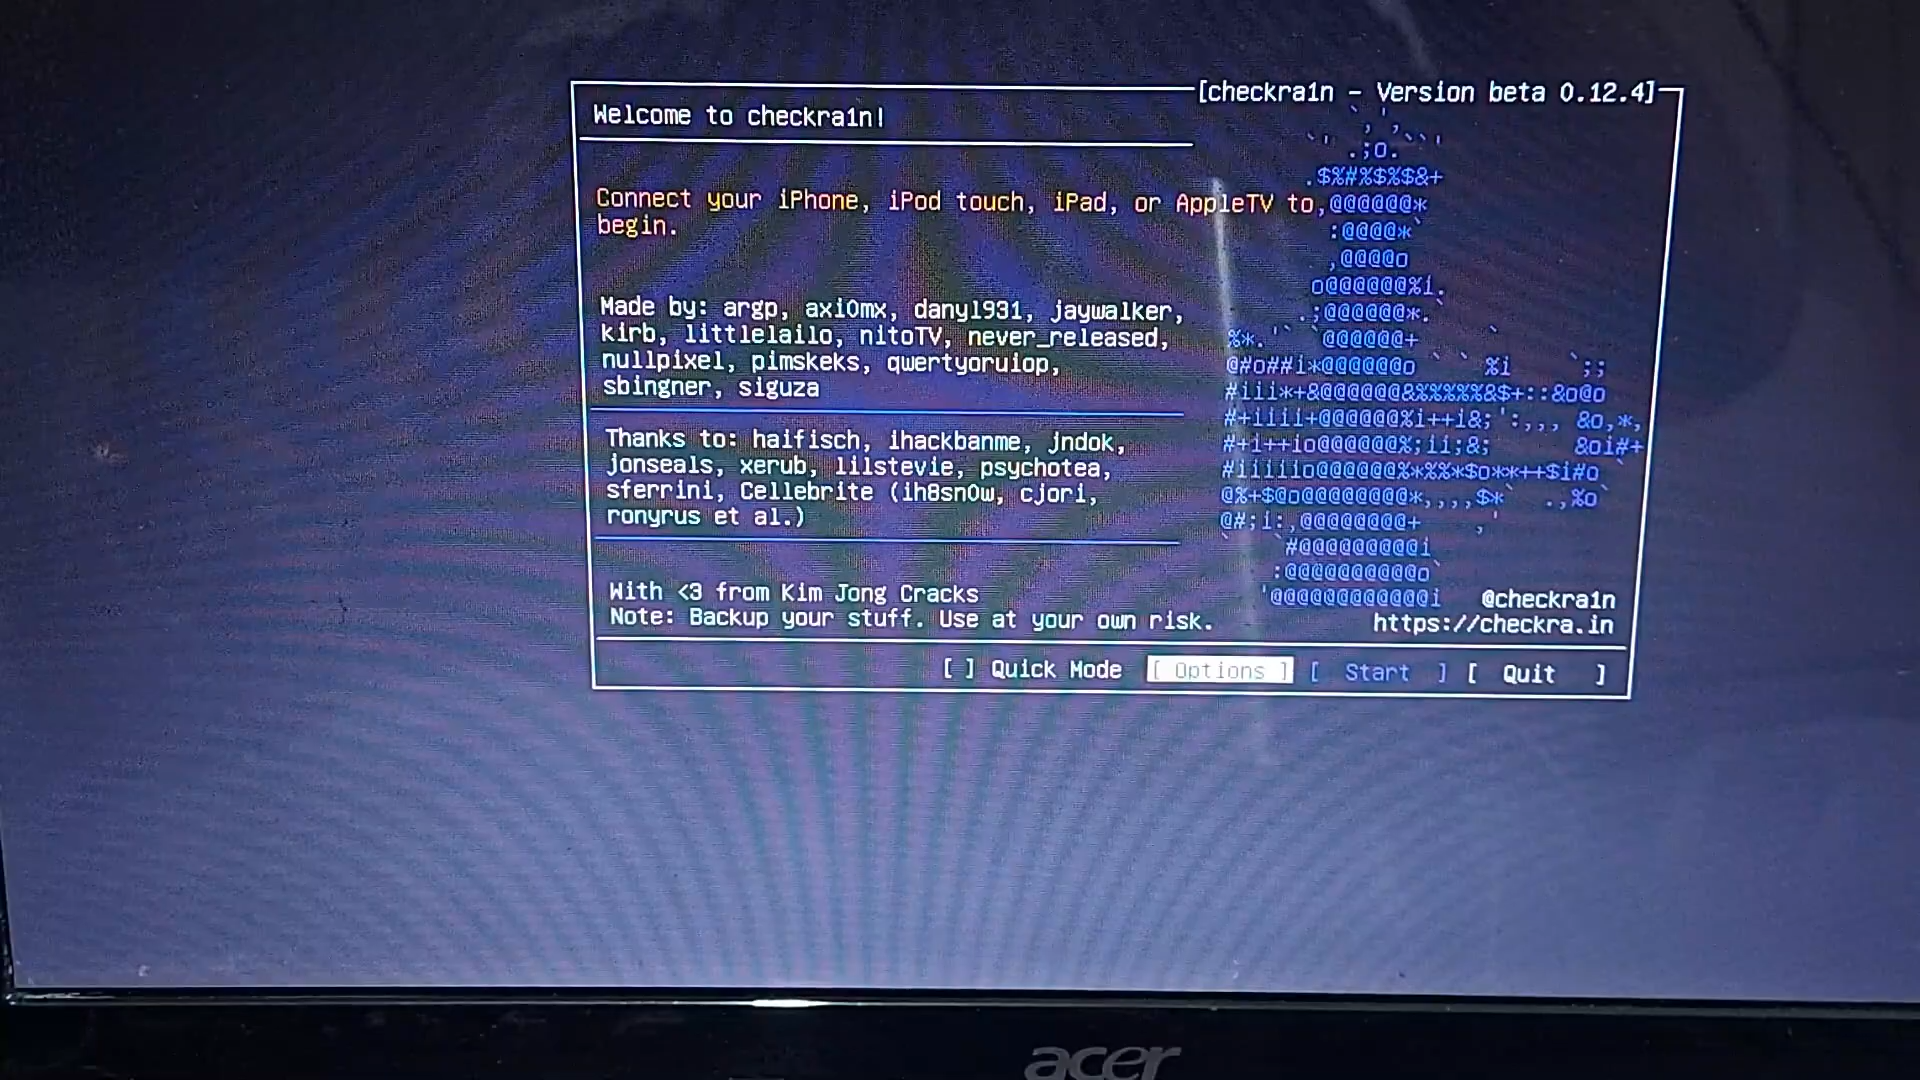 [checkra1n - Version beta 0.12.4]
Welcome to checkra1n!
Connect your iPhone, iPod touch, iPad, or AppleTV to
begin.
Made by: argp, axi0mx, danyl931, jaywalker,
kirb, littlelailo, nitoTV, never_released,
nullpixel, pimskeks, qwertyoruiop,
sbingner, siguza
Thanks to: haifisch, ihackbanme, jndok,
jonseals, xerub, lilstevie, psychotea,
sferrini, Cellebrite (ih8sn0w, cjori,
ronyrus et al.)
With <3 from Kim Jong Cracks
Note: Backup your stuff. Use at your own risk.
@checkra1n
https://checkra.in
[ ] Quick Mode [ Options ] [ Start ] [ Quit ]
acer